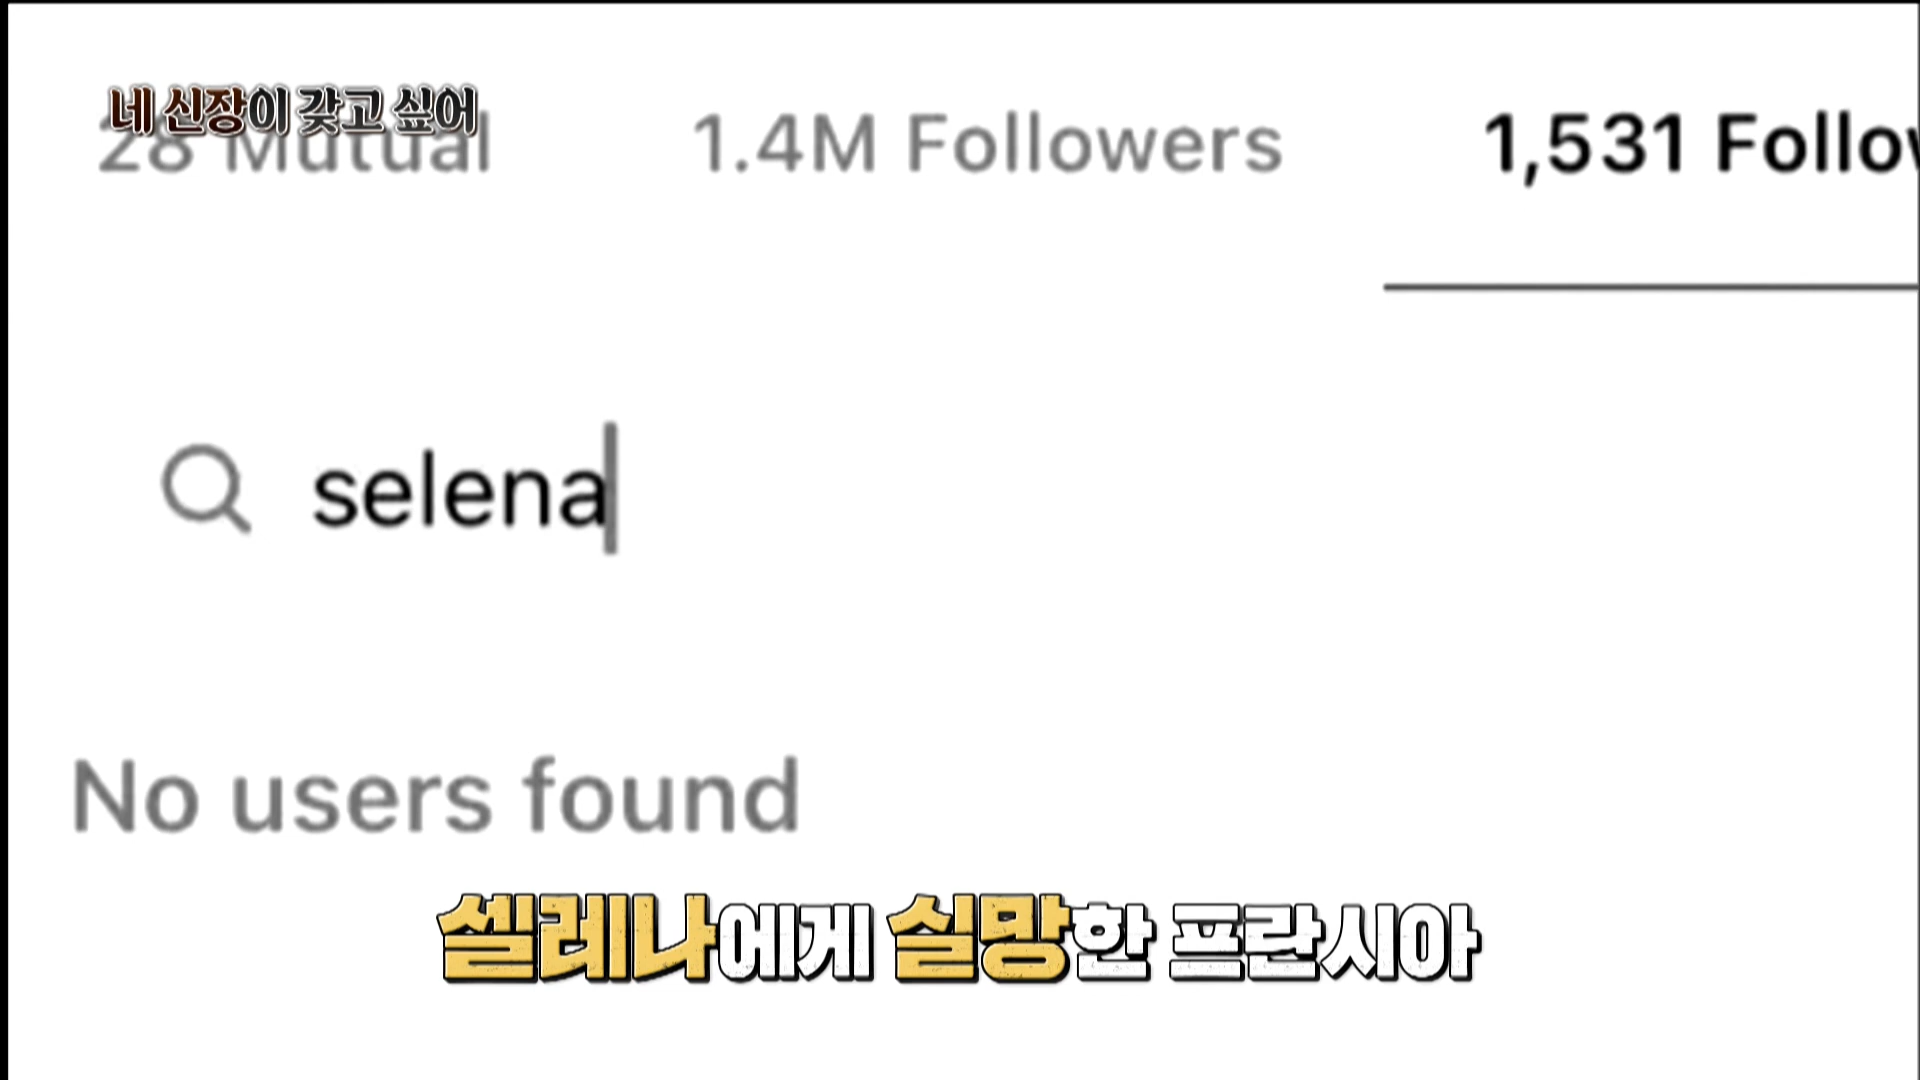 네 신장이 갖고 싶어
28 Mutual 1.4M Followers 1,531 Follow
selena
No users found
셀레나에게 실망한 프란시아